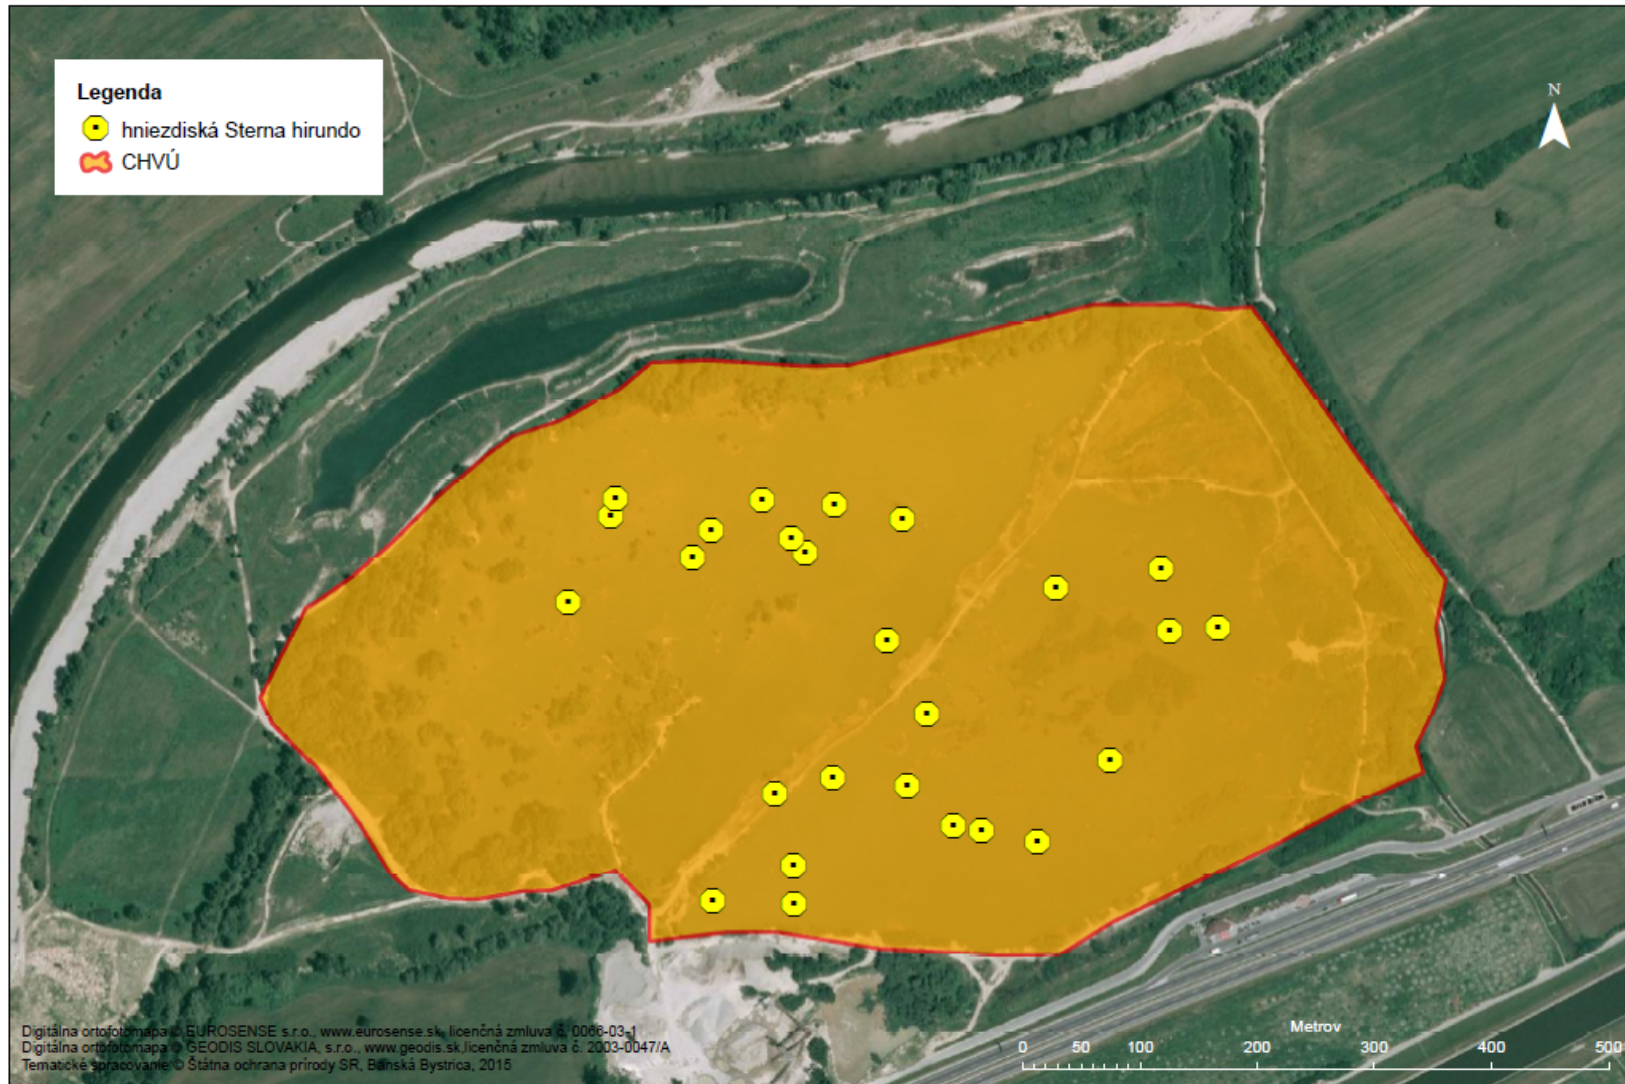 Legenda
hniezdiská Sterna hirundo
CHVÚ
N
Digitálna ortofotomapa © EUROSENSE s.r.o., www.eurosense.sk, licenčná zmluva č. 0066-03-1
Digitálna ortofotomapa © GEODIS SLOVAKIA, s.r.o., www.geodis.sk,licenčná zmluva č. 2003-0047/A
Tematické spracovanie © Štátna ochrana prírody SR, Banská Bystrica, 2015
Metrov
0 50 100 200 300 400 500